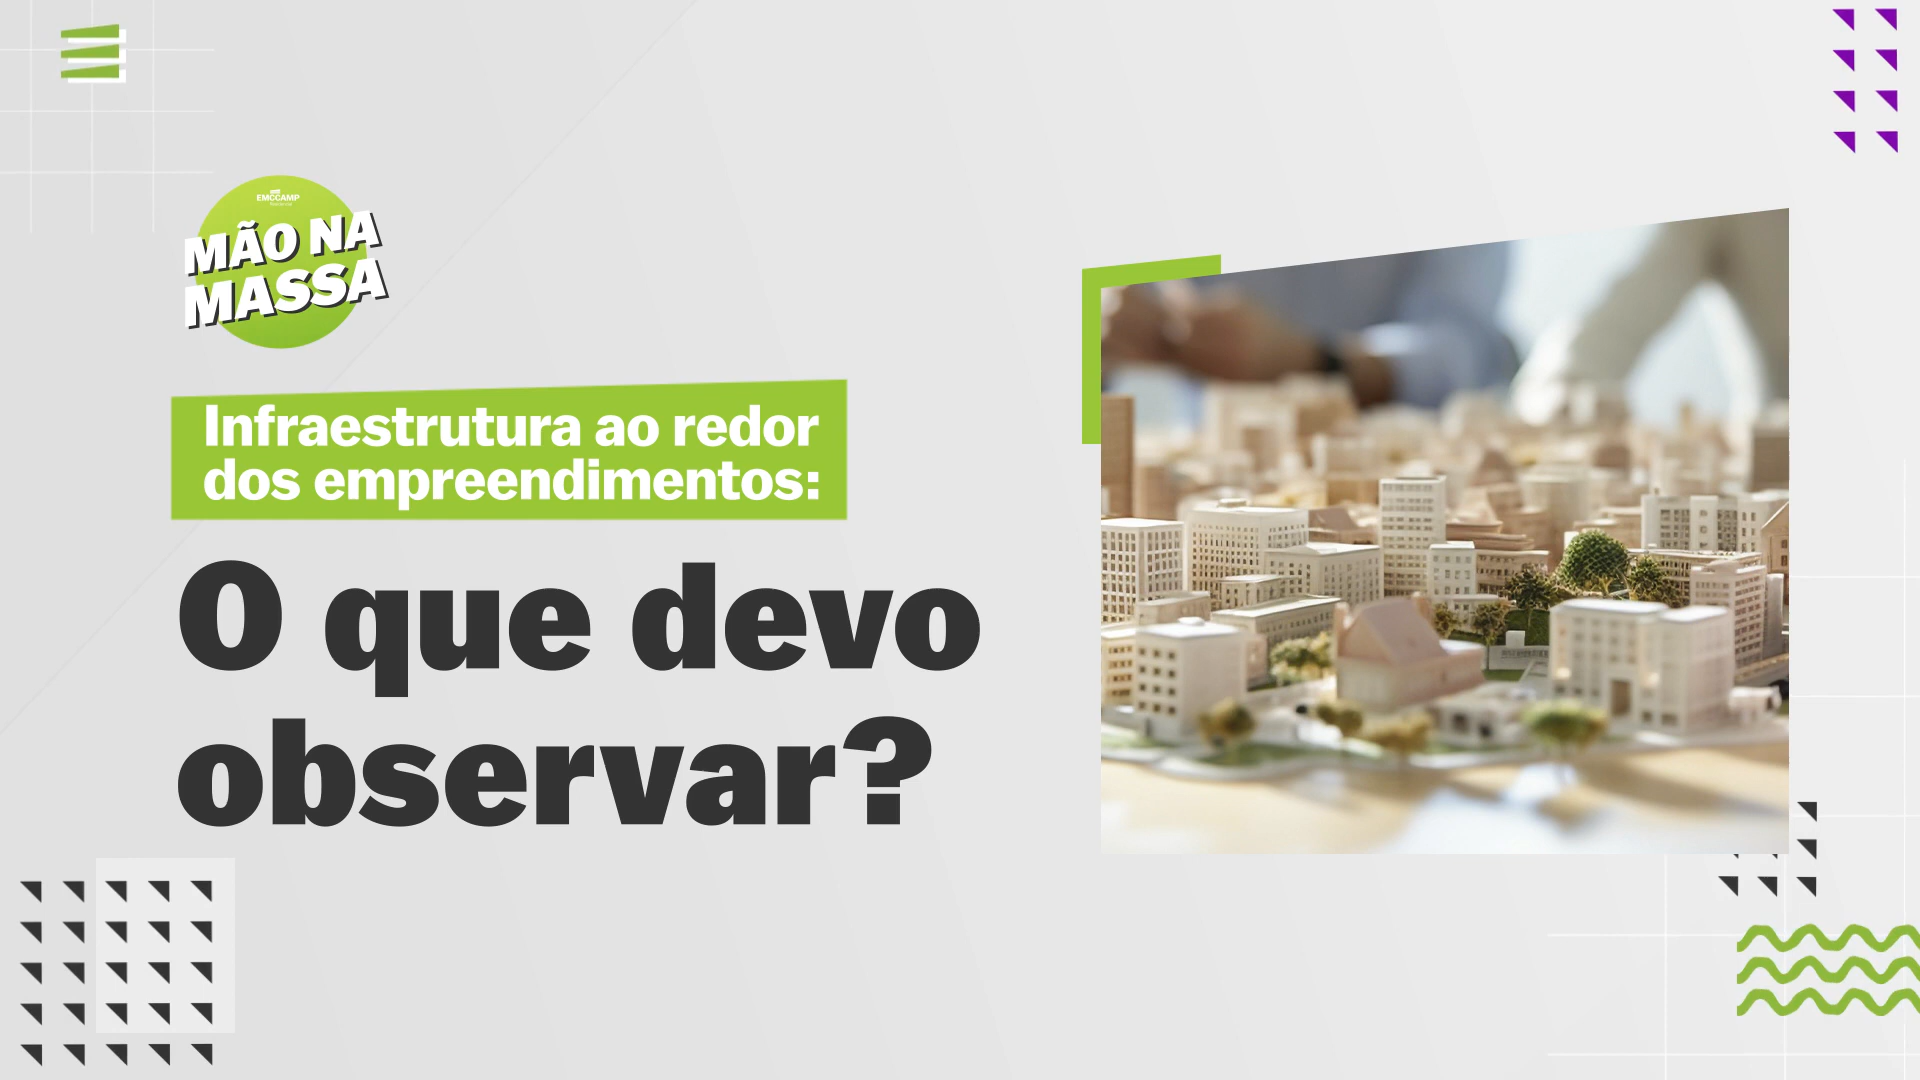 EMCCAMP
MÃO NA
MASSA
Infraestrutura ao redor
dos empreendimentos:
O que devo
observar?